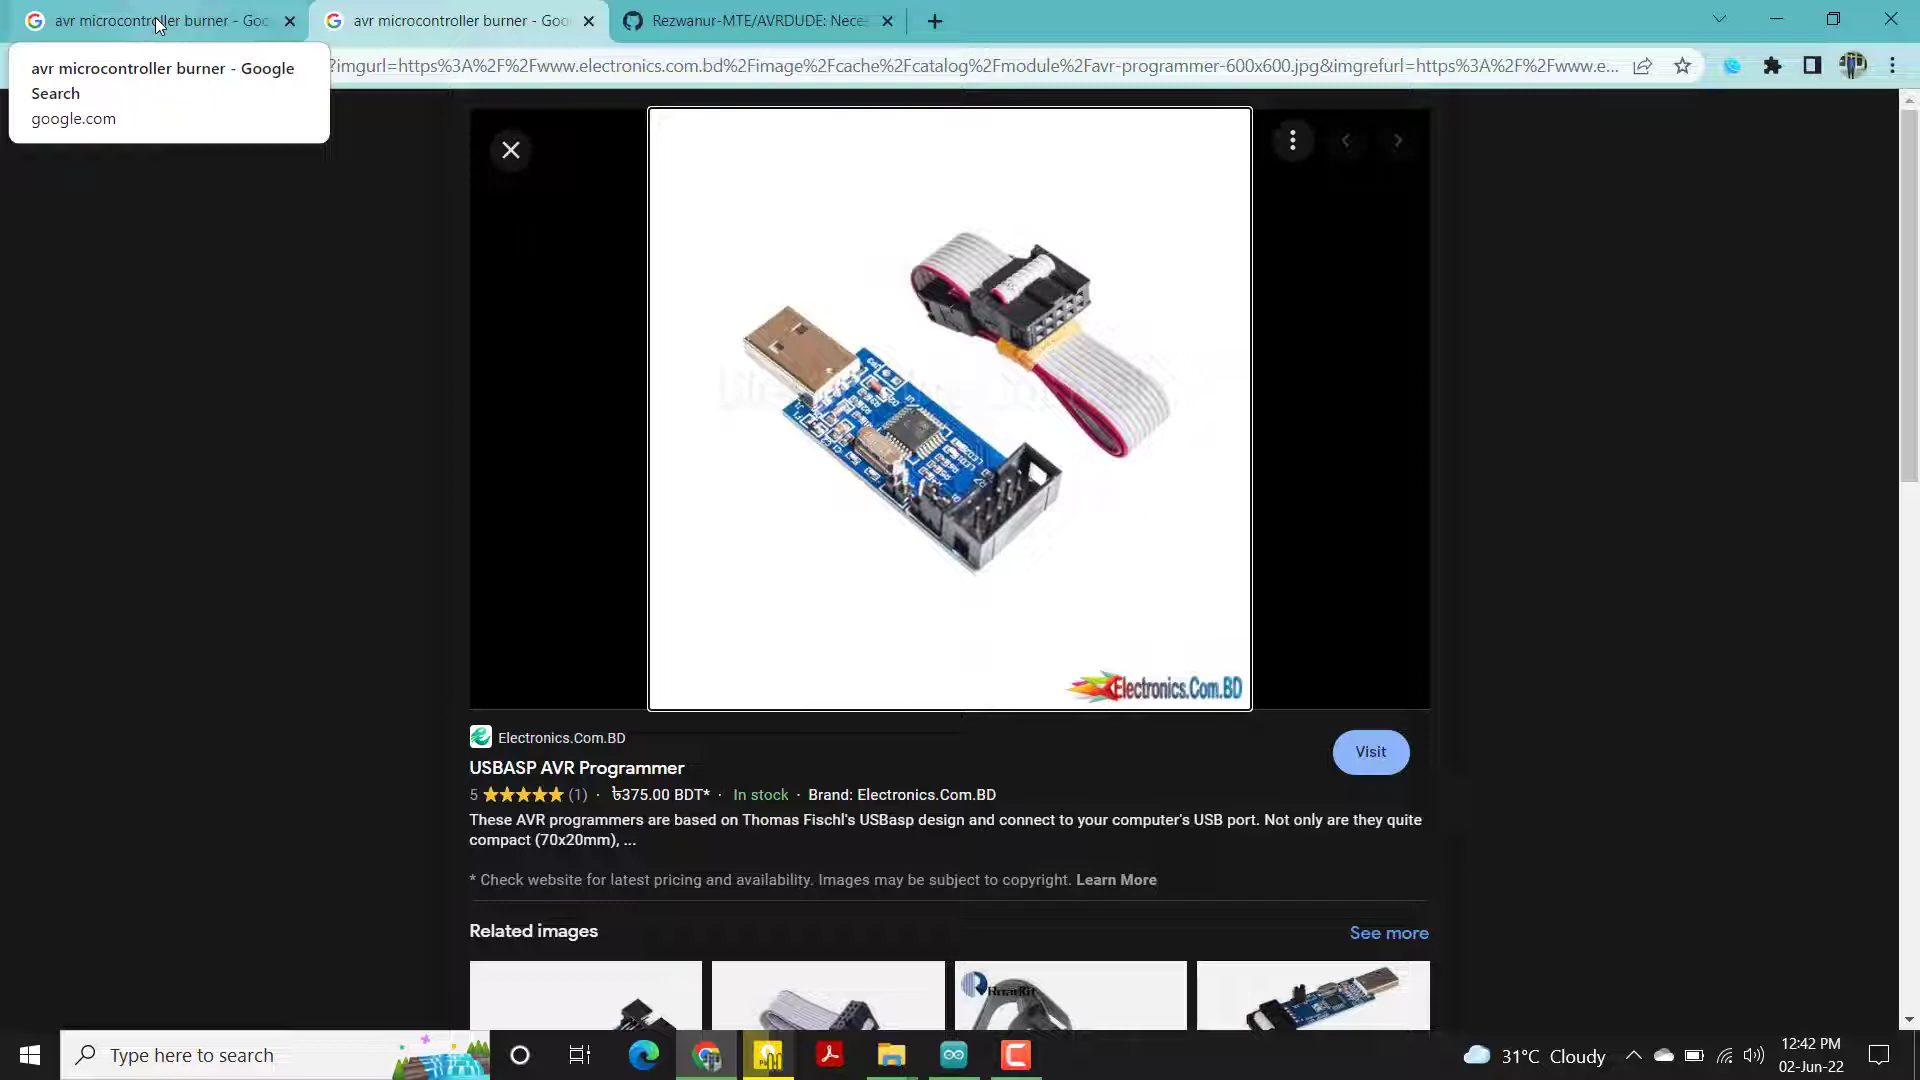 avr microcontroller burner - Goo
avr microcontroller burner - Goo
Rezwanur-MTE/AVRDUDE: Nece
avr microcontroller burner - Google
Search
google.com
?imgurl=https%3A%2F%2Fwww.electronics.com.bd%2Fimage%2Fcache%2Fcatalog%2Fmodule%2Favr-programmer-600x600.jpg&imgrefurl=https%3A%2F%2Fwww.e...
Electronics.Com.BD
Electronics.Com.BD
Visit
USBASP AVR Programmer
5 ★★★★★ (1) · ৳375.00 BDT* · In stock · Brand: Electronics.Com.BD
These AVR programmers are based on Thomas Fischl's USBasp design and connect to your computer's USB port. Not only are they quite
compact (70x20mm), ...
* Check website for latest pricing and availability. Images may be subject to copyright. Learn More
Related images
See more
Type here to search
31°C Cloudy
12:42 PM
02-Jun-22